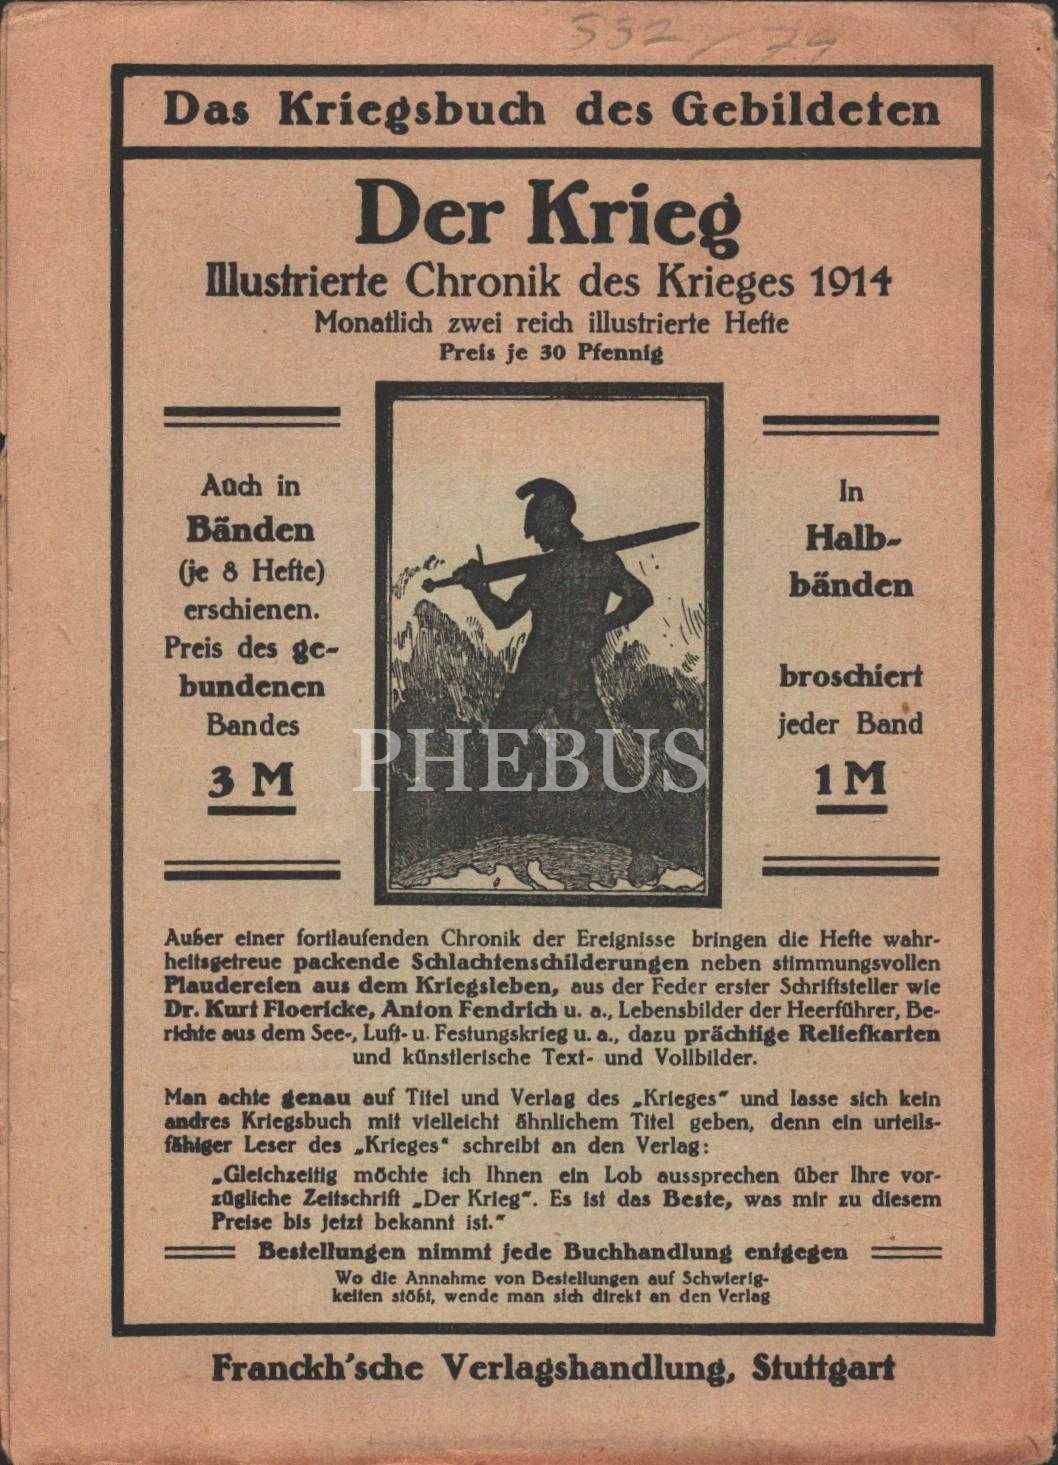 532/79
Das Kriegsbuch des Gebildeten
Der Krieg
Illustrierte Chronik des Krieges 1914
Monatlich zwei reich illustrierte Hefte
Preis je 30 Pfennig
Auch in
Bänden
(je 8 Hefte)
erschienen.
Preis des ge-
bundenen
Bandes
3 M
In
Halb-
bänden
broschiert
jeder Band
1 M
PHEBUS
Außer einer fortlaufenden Chronik der Ereignisse bringen die Hefte wahr-
heitsgetreue packende Schlachtenschilderungen neben stimmungsvollen
Plaudereien aus dem Kriegsleben, aus der Feder erster Schriftsteller wie
Dr. Kurt Floericke, Anton Fendrich u. a., Lebensbilder der Heerführer, Be-
richte aus dem See-, Luft- u. Festungskrieg u. a., dazu prächtige Reliefkarten
und künstlerische Text- und Vollbilder.
Man achte genau auf Titel und Verlag des „Krieges“ und lasse sich kein
andres Kriegsbuch mit vielleicht ähnlichem Titel geben, denn ein urteils-
fähiger Leser des „Krieges“ schreibt an den Verlag:
„Gleichzeitig möchte ich Ihnen ein Lob aussprechen über Ihre vor-
zügliche Zeitschrift „Der Krieg“. Es ist das Beste, was mir zu diesem
Preise bis jetzt bekannt ist.“
Bestellungen nimmt jede Buchhandlung entgegen
Wo die Annahme von Bestellungen auf Schwierig-
keiten stößt, wende man sich direkt an den Verlag
Franckh'sche Verlagshandlung, Stuttgart